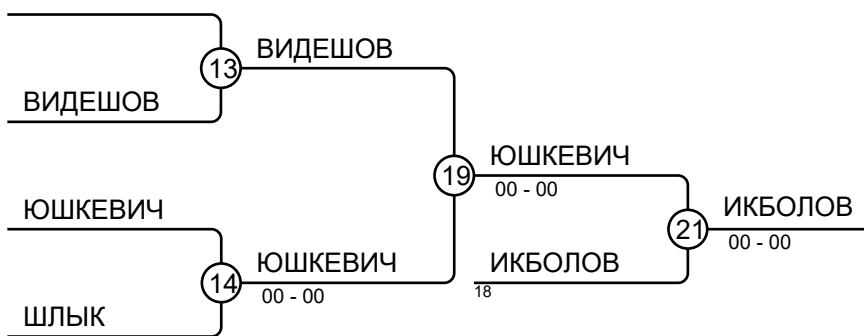 ВИДЕШОВ
13
ВИДЕШОВ
ЮШКЕВИЧ
19
00 - 00
ЮШКЕВИЧ
ИКБОЛОВ
21
00 - 00
ЮШКЕВИЧ
ИКБОЛОВ
14
00 - 00
18
ШЛЫК